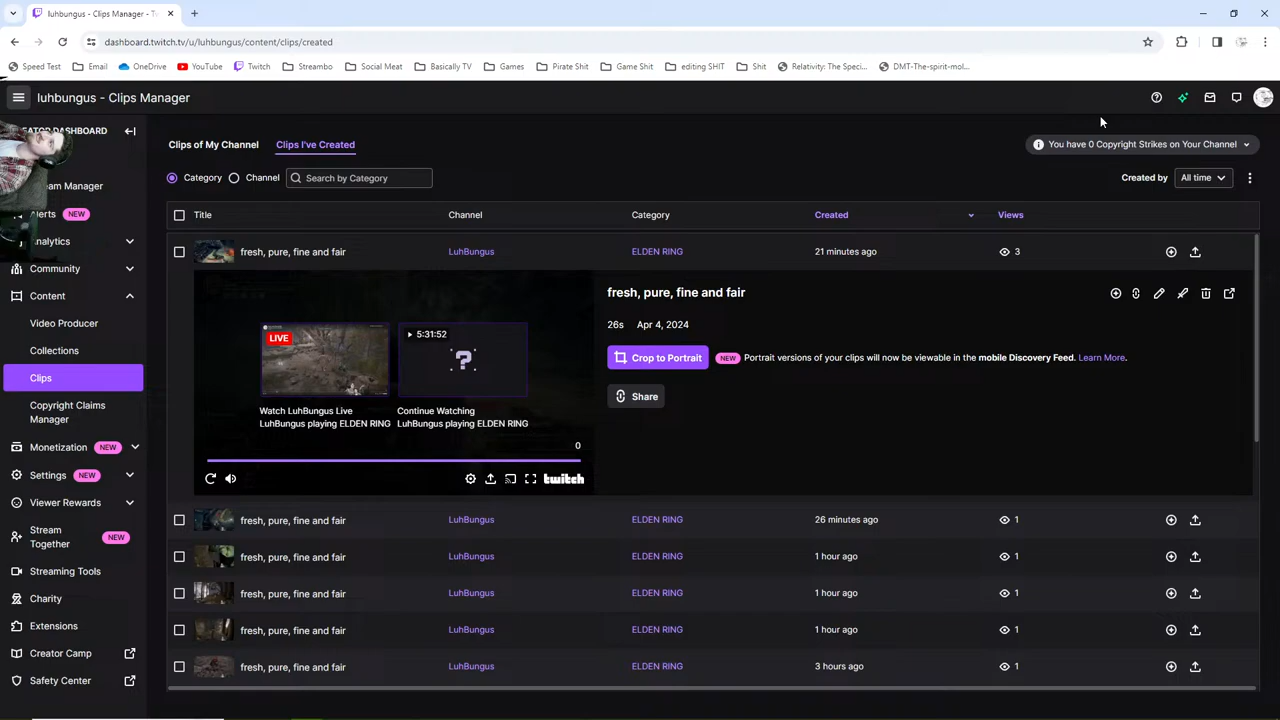 luhbungus - Clips Manager - Tw
dashboard.twitch.tv/u/luhbungus/content/clips/created
Speed Test Email OneDrive YouTube Twitch Streambo Social Meat Basically TV Games Pirate Shit Game Shit editing SHIT Shit Relativity: The Speci... DMT-The-spirit-mol...
luhbungus - Clips Manager
EATOR DASHBOARD
eam Manager
Alerts NEW
nalytics
Community
Content
Video Producer
Collections
Clips
Copyright Claims
Manager
Monetization NEW
Settings NEW
Viewer Rewards
Stream
Together NEW
Streaming Tools
Charity
Extensions
Creator Camp
Safety Center
Clips of My Channel Clips I've Created
You have 0 Copyright Strikes on Your Channel
Category Channel Search by Category
Created by All time
Title Channel Category Created Views
fresh, pure, fine and fair LuhBungus ELDEN RING 21 minutes ago 3
LIVE
5:31:52
?
Watch LuhBungus Live
LuhBungus playing ELDEN RING
Continue Watching
LuhBungus playing ELDEN RING
0
twitch
fresh, pure, fine and fair
26s Apr 4, 2024
Crop to Portrait NEW Portrait versions of your clips will now be viewable in the mobile Discovery Feed. Learn More.
Share
fresh, pure, fine and fair LuhBungus ELDEN RING 26 minutes ago 1
fresh, pure, fine and fair LuhBungus ELDEN RING 1 hour ago 1
fresh, pure, fine and fair LuhBungus ELDEN RING 1 hour ago 1
fresh, pure, fine and fair LuhBungus ELDEN RING 1 hour ago 1
fresh, pure, fine and fair LuhBungus ELDEN RING 3 hours ago 1